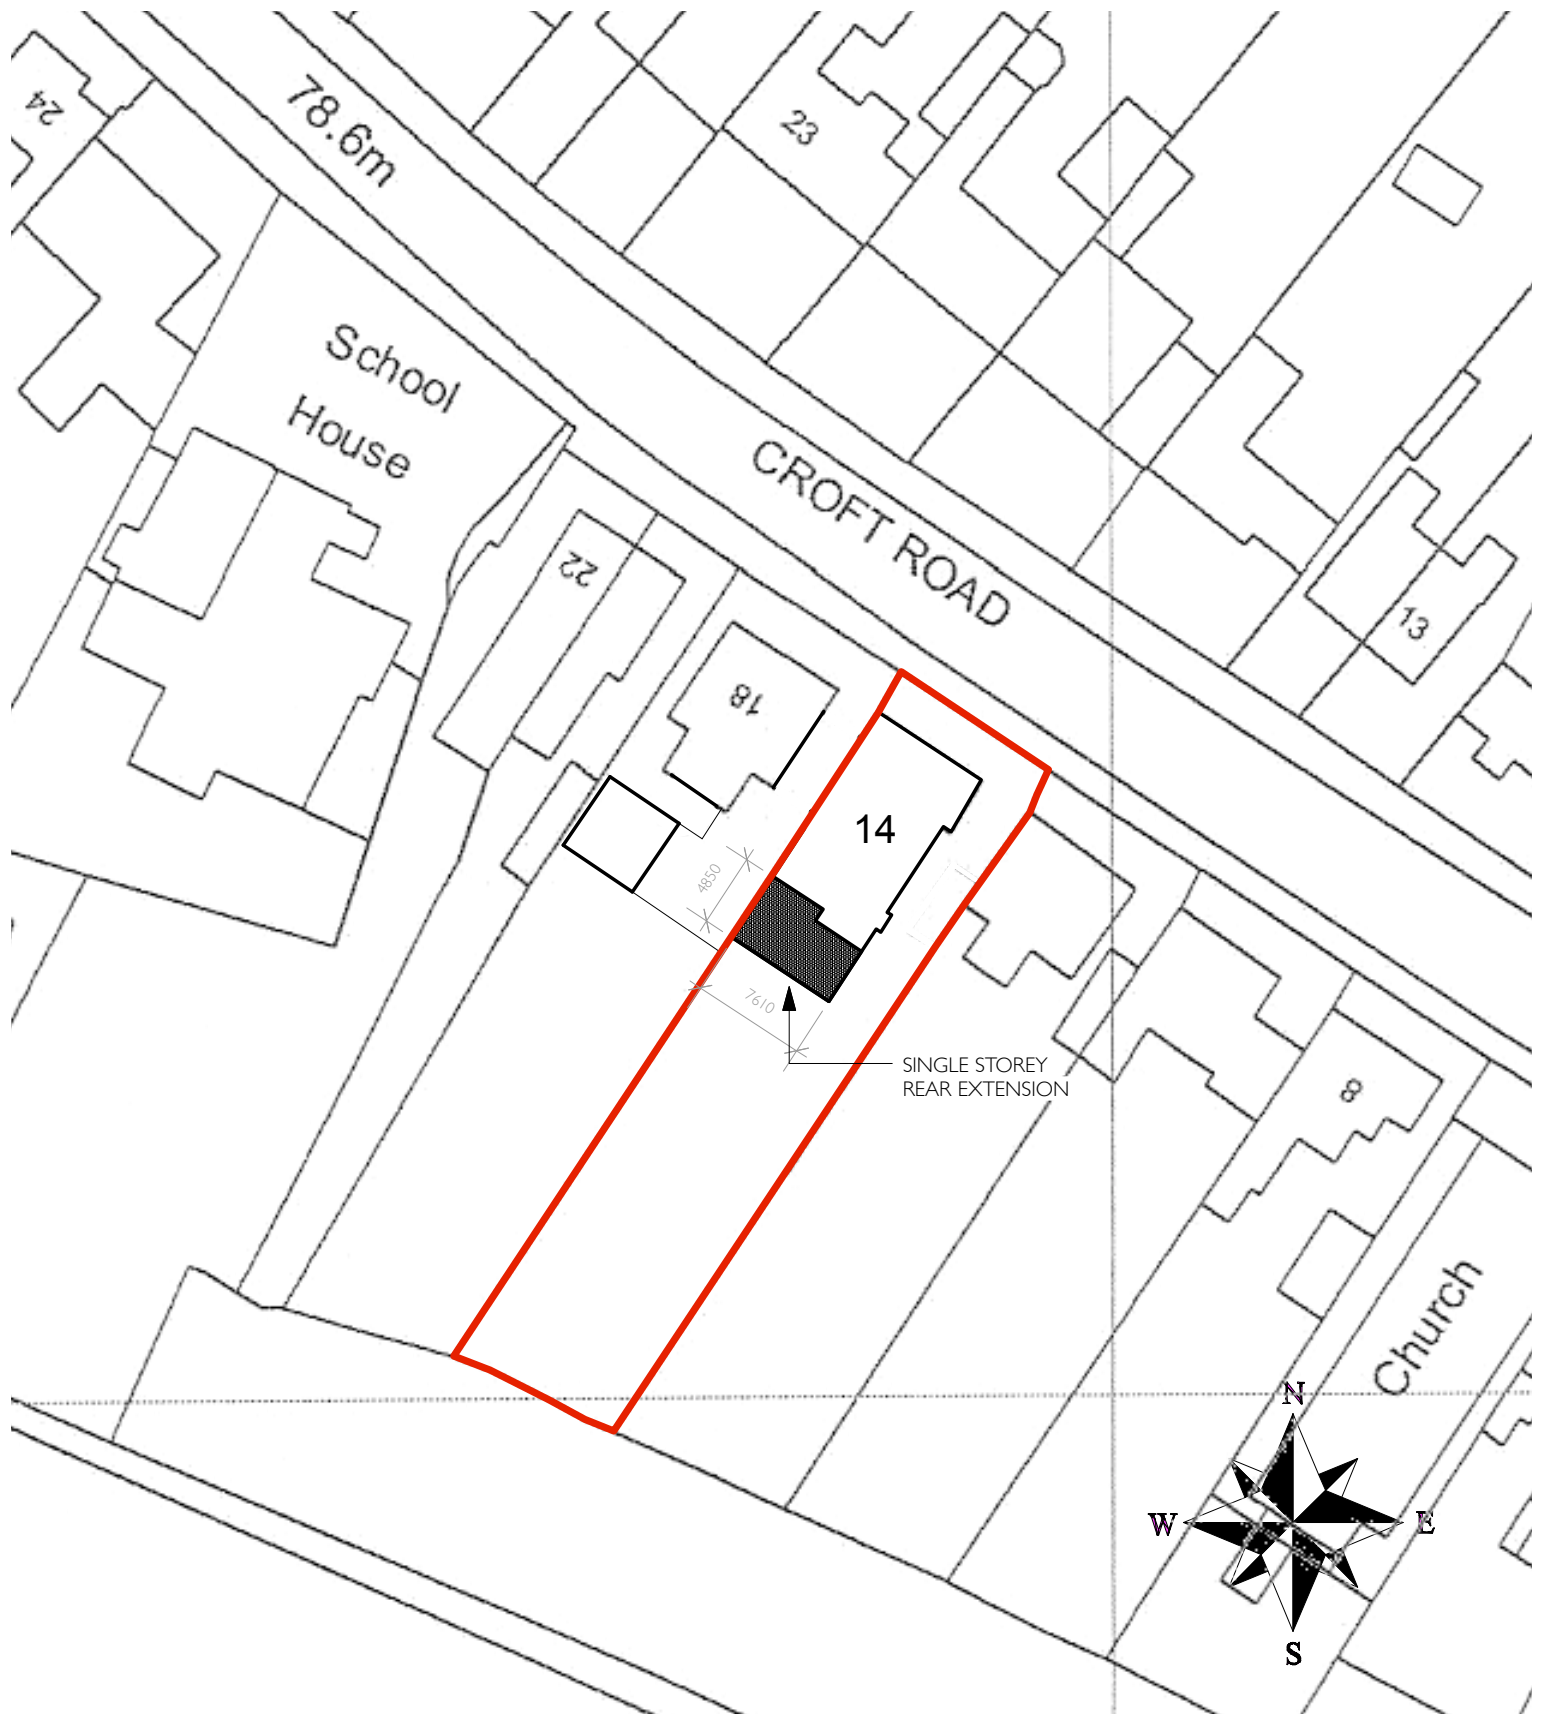 24
78.6m
23
School
House
CROFT ROAD
22
13
18
14
4850
7610
SINGLE STOREY
REAR EXTENSION
8
Church
N
W
E
S